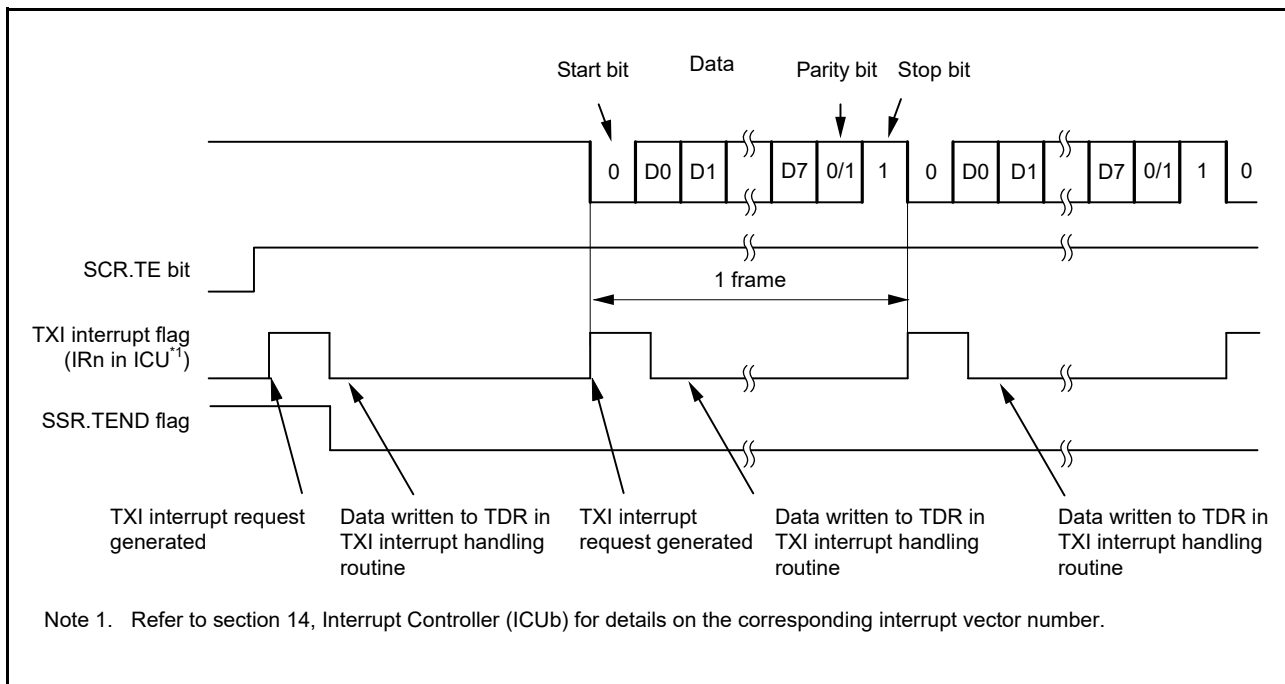 Start bit Data Parity bit Stop bit
0 D0 D1 D7 0/1 1 0 D0 D1 D7 0/1 1 0
SCR.TE bit
1 frame
TXI interrupt flag
(IRn in ICU*1)
SSR.TEND flag
TXI interrupt request
generated
Data written to TDR in
TXI interrupt handling
routine
TXI interrupt
request generated
Data written to TDR in
TXI interrupt handling
routine
Data written to TDR in
TXI interrupt handling
routine
Note 1. Refer to section 14, Interrupt Controller (ICUb) for details on the corresponding interrupt vector number.